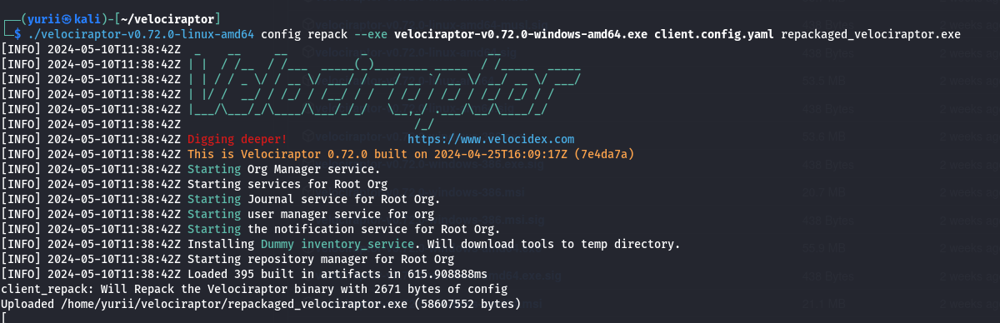 ┌──(yurii㉿kali)-[~/velociraptor]
└─$ ./velociraptor-v0.72.0-linux-amd64 config repack --exe velociraptor-v0.72.0-windows-amd64.exe client.config.yaml repackaged_velociraptor.exe
[INFO] 2024-05-10T11:38:42Z  _    __     __           _                  __
[INFO] 2024-05-10T11:38:42Z | |  / /__  / /___  _____(_)________ _____  / /_____  _____
[INFO] 2024-05-10T11:38:42Z | | / / _ \/ / __ \/ ___/ / ___/ __ `/ __ \/ __/ __ \/ ___/
[INFO] 2024-05-10T11:38:42Z | |/ /  __/ / /_/ / /__/ / /  / /_/ / /_/ / /_/ /_/ / /
[INFO] 2024-05-10T11:38:42Z |___/\___/_/\____/\___/_/_/   \__,_/ .___/\__/\____/_/
[INFO] 2024-05-10T11:38:42Z                                   /_/
[INFO] 2024-05-10T11:38:42Z Digging deeper!                  https://www.velocidex.com
[INFO] 2024-05-10T11:38:42Z This is Velociraptor 0.72.0 built on 2024-04-25T16:09:17Z (7e4da7a)
[INFO] 2024-05-10T11:38:42Z Starting Org Manager service.
[INFO] 2024-05-10T11:38:42Z Starting services for Root Org
[INFO] 2024-05-10T11:38:42Z Starting Journal service for Root Org.
[INFO] 2024-05-10T11:38:42Z Starting user manager service for org
[INFO] 2024-05-10T11:38:42Z Starting the notification service for Root Org.
[INFO] 2024-05-10T11:38:42Z Installing Dummy inventory_service. Will download tools to temp directory.
[INFO] 2024-05-10T11:38:42Z Starting repository manager for Root Org
[INFO] 2024-05-10T11:38:42Z Loaded 395 built in artifacts in 615.908888ms
client_repack: Will Repack the Velociraptor binary with 2671 bytes of config
Uploaded /home/yurii/velociraptor/repackaged_velociraptor.exe (58607552 bytes)
[